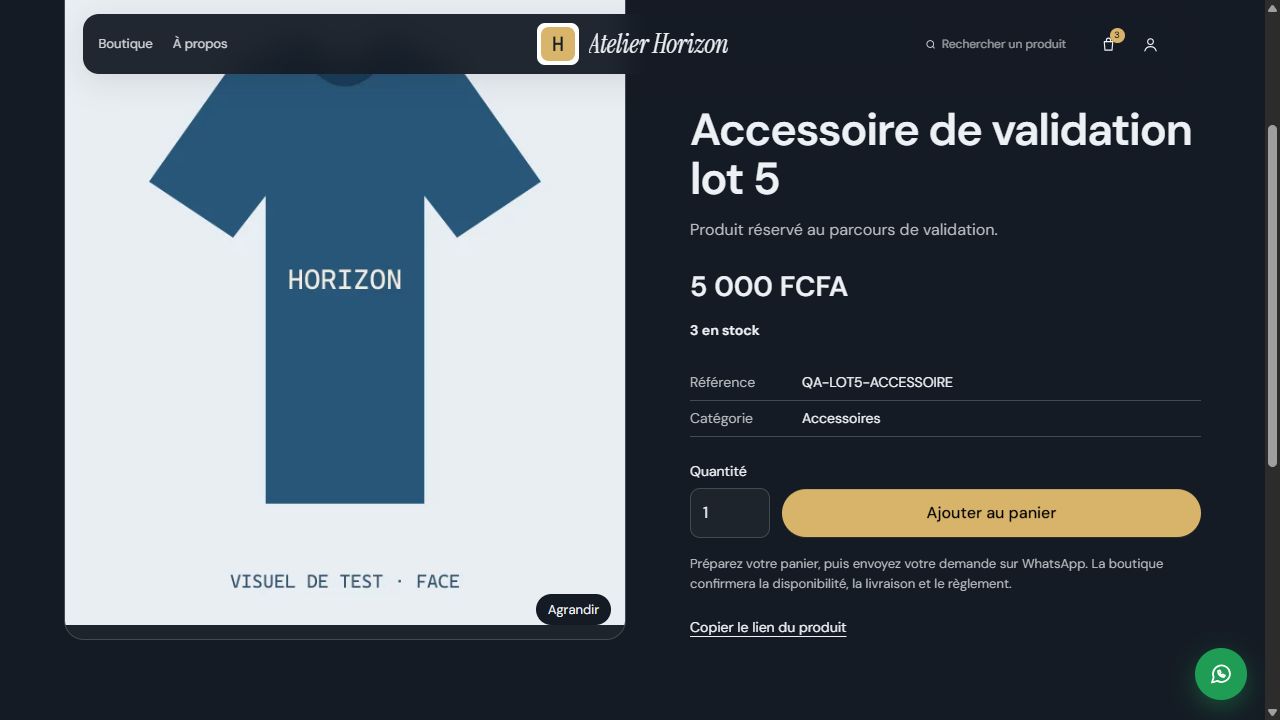 Boutique
À propos
H
Atelier Horizon
Rechercher un produit
3
HORIZON
VISUEL DE TEST · FACE
Agrandir
Accessoire de validation
lot 5
Produit réservé au parcours de validation.
5 000 FCFA
3 en stock
Référence QA-LOT5-ACCESSOIRE
Catégorie Accessoires
Quantité
1
Ajouter au panier
Préparez votre panier, puis envoyez votre demande sur WhatsApp. La boutique
confirmera la disponibilité, la livraison et le règlement.
Copier le lien du produit